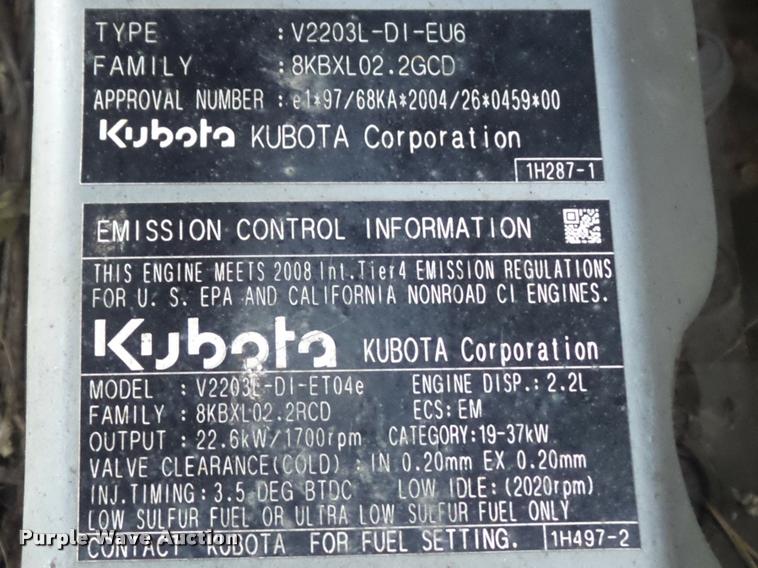 TYPE : V2203L-DI-EU6
FAMILY : 8KBXL02.2GCD
APPROVAL NUMBER : e1*97/68KA*2004/26*0459*00
Kubota KUBOTA Corporation
1H287-1
EMISSION CONTROL INFORMATION
THIS ENGINE MEETS 2008 Int.Tier4 EMISSION REGULATIONS
FOR U. S. EPA AND CALIFORNIA NONROAD CI ENGINES.
Kubota KUBOTA Corporation
MODEL : V2203L-DI-ET04e ENGINE DISP.: 2.2L
FAMILY : 8KBXL02.2RCD ECS: EM
OUTPUT : 22.6kW/1700rpm CATEGORY:19-37kW
VALVE CLEARANCE(COLD) : IN 0.20mm EX 0.20mm
INJ.TIMING: 3.5 DEG BTDC LOW IDLE: (2020rpm)
LOW SULFUR FUEL OR ULTRA LOW SULFUR FUEL ONLY
CONTACT KUBOTA FOR FUEL SETTING. 1H497-2
Purple Wave Auction